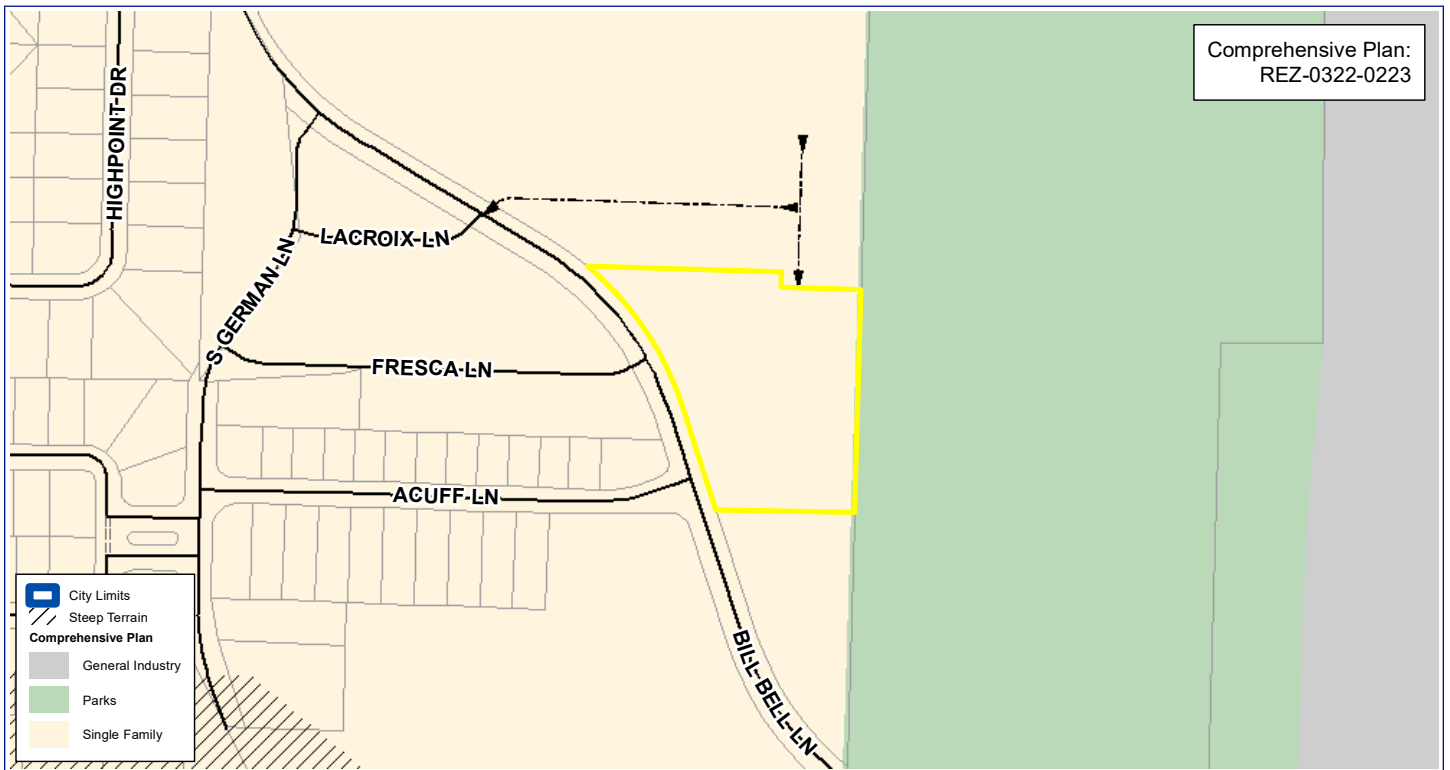 Comprehensive Plan:
REZ-0322-0223
HIGHPOINT DR
LACROIX LN
S GERMAN LN
FRESCA LN
ACUFF LN
BILL BELL LN
City Limits
Steep Terrain
Comprehensive Plan
General Industry
Parks
Single Family